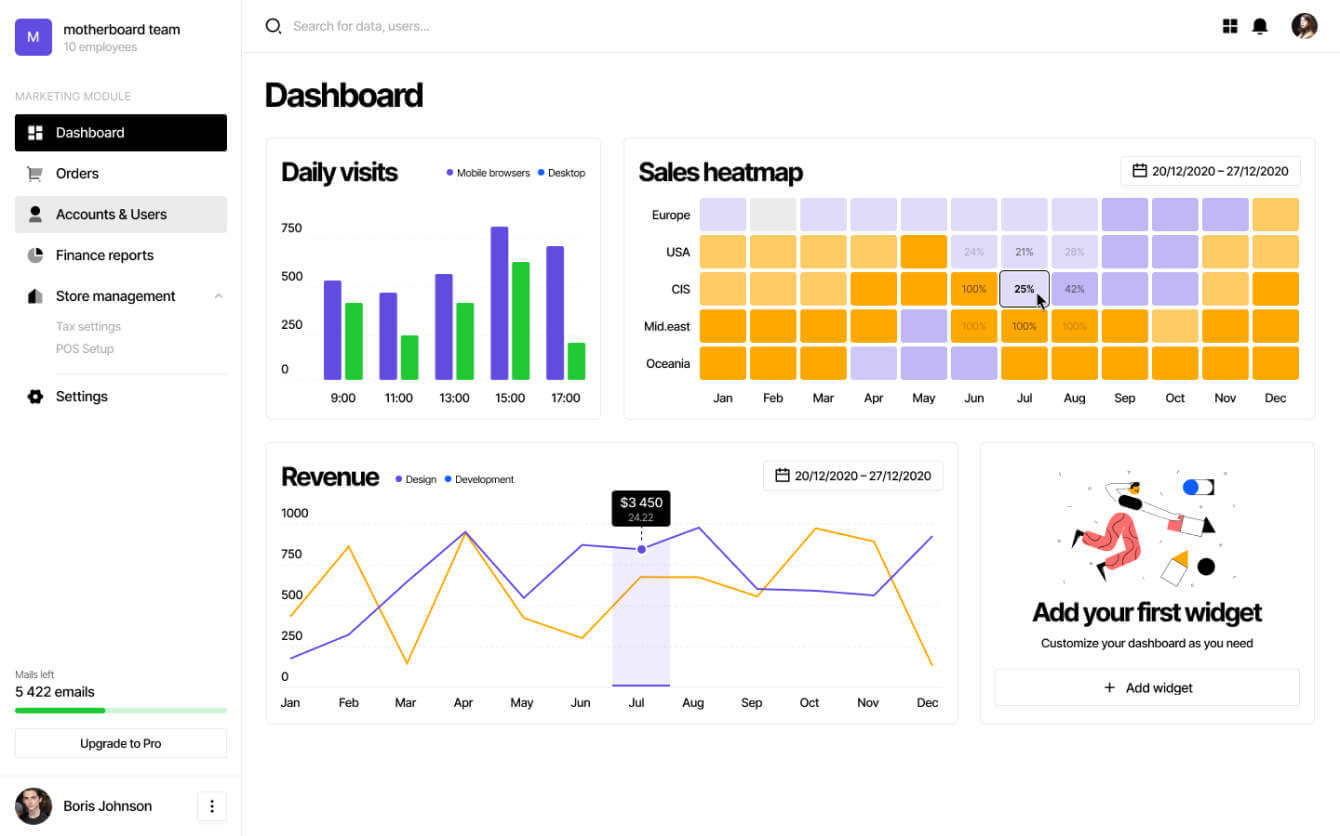 M
motherboard team
10 employees
MARKETING MODULE
Dashboard
Orders
Accounts & Users
Finance reports
Store management
Tax settings
POS Setup
Settings
Mails left
5 422 emails
Upgrade to Pro
Boris Johnson
Search for data, users...
Dashboard
Daily visits
Mobile browsers Desktop
750
500
250
0
9:00 11:00 13:00 15:00 17:00
Sales heatmap
20/12/2020 – 27/12/2020
Europe
USA 24% 21% 28%
CIS 100% 25% 42%
Mid.east 100% 100% 100%
Oceania
Jan Feb Mar Apr May Jun Jul Aug Sep Oct Nov Dec
Revenue
Design Development
20/12/2020 – 27/12/2020
$3 450
24.22
1000
750
500
250
0
Jan Feb Mar Apr May Jun Jul Aug Sep Oct Nov Dec
Add your first widget
Customize your dashboard as you need
+ Add widget